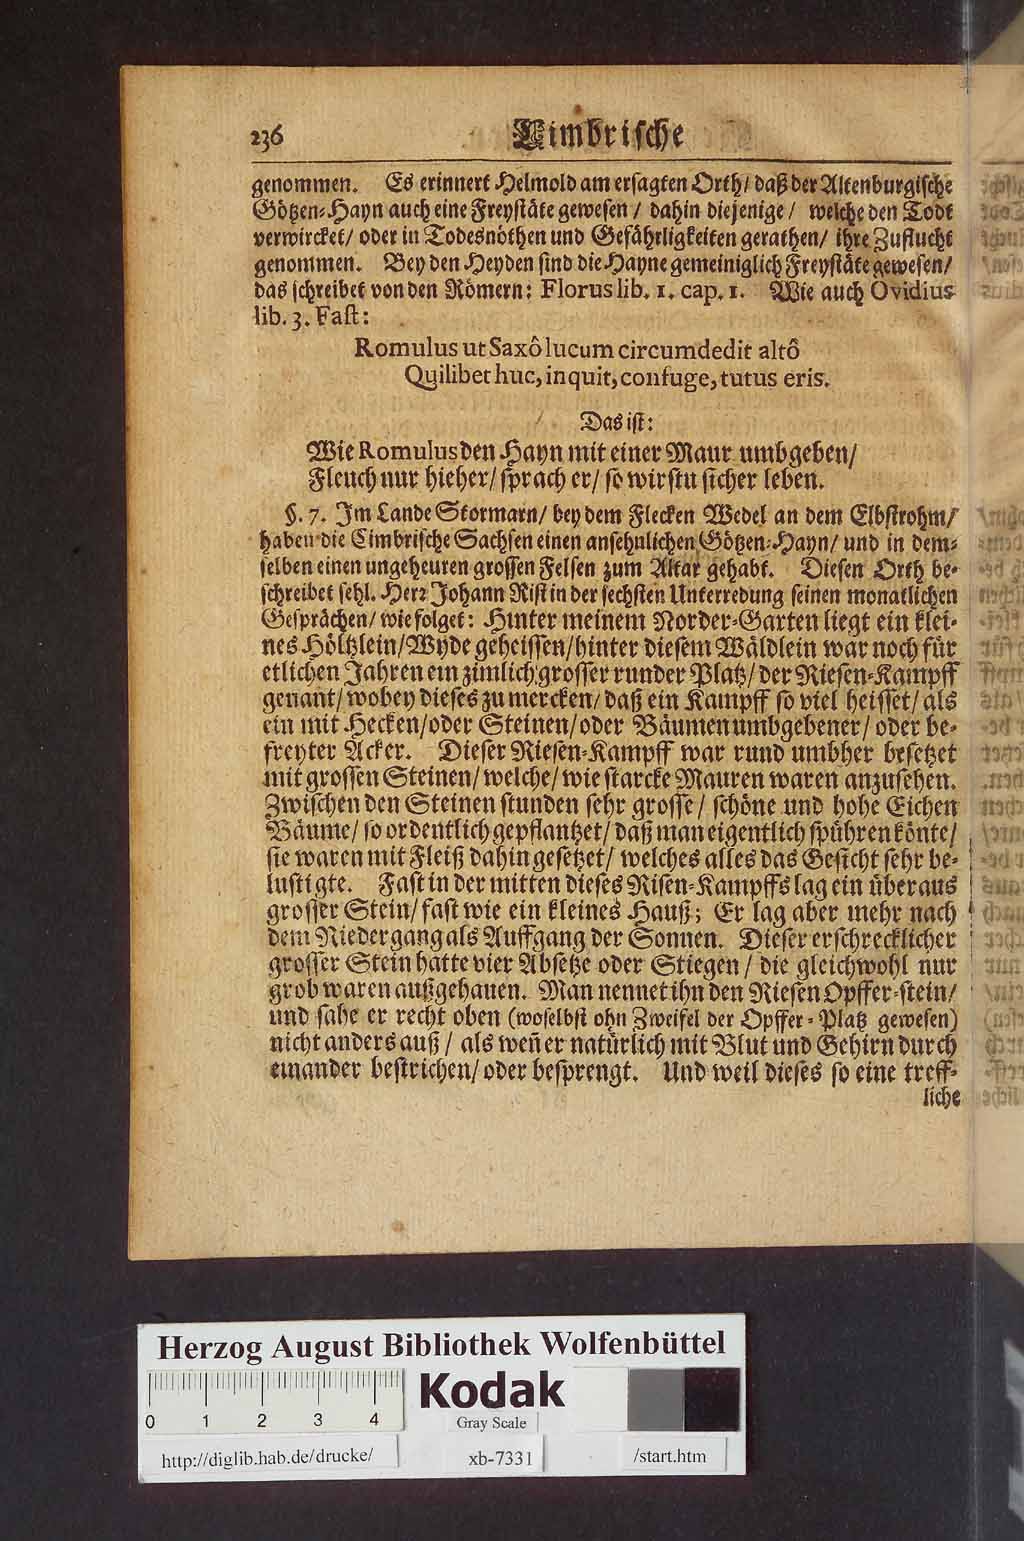 236 Cimbrische
genommen. Es erinnert Helmold am ersagten Orth/ daß der Altenburgische
Götzen-Hayn auch eine Freystäte gewesen / dahin diejenige / welche den Todt
verwircket/ oder in Todesnöthen und Gefährligkeiten gerathen/ ihre Zuflucht
genommen. Bey den Heyden sind die Hayne gemeiniglich Freystäte gewesen/
das schreibet von den Römern: Florus lib. 1. cap. 1. Wie auch Ovidius
lib. 3. Fast:
Romulus ut Saxô lucum circumdedit altô
Quilibet huc, inquit, confuge, tutus eris.
Das ist:
Wie Romulus den Hayn mit einer Maur umbgeben/
Fleuch nur hieher/ sprach er/ so wirstu sicher leben.
§. 7. Im Lande Stormarn/ bey dem Flecken Wedel an dem Elbstrohm/
haben die Cimbrische Sachsen einen ansehnlichen Götzen-Hayn/ und in dem-
selben einen ungeheuren grossen Felsen zum Altar gehabt. Diesen Orth be-
schreibet sehl. Herr Johann Rist in der sechsten Unterredung seinen monatlichen
Gesprächen/ wie folget: Hinter meinem Norder-Garten liegt ein klei-
nes Höltzlein/ Wyde geheissen/ hinter diesem Wäldlein war noch für
etlichen Jahren ein zimlich grosser runder Platz/ der Riesen-Kampff
genant/ wobey dieses zu mercken/ daß ein Kampff so viel heisset/ als
ein mit Hecken/ oder Steinen/ oder Bäumen umbgebener/ oder be-
freyter Acker. Dieser Riesen-Kampff war rund umbher besetzet
mit grossen Steinen/ welche/ wie starcke Mauren waren anzusehen.
Zwischen den Steinen stunden sehr grosse/ schöne und hohe Eichen
Bäume/ so ordentlich gepflantzet/ daß man eigentlich spühren könte/
sie waren mit Fleiß dahin gesetzet/ welches alles das Gesicht sehr be-
lustigte. Fast in der mitten dieses Risen-Kampffs lag ein überaus
grosser Stein/ fast wie ein kleines Hauß; Er lag aber mehr nach
dem Niedergang als Auffgang der Sonnen. Dieser erschrecklicher
grosser Stein hatte vier Absetze oder Stiegen / die gleichwohl nur
grob waren außgehauen. Man nennet ihn den Riesen Opffer-stein/
und sahe er recht oben (woselbst ohn Zweifel der Opffer-Platz gewesen)
nicht anders auß/ als weñ er natürlich mit Blut und Gehirn durch
einander bestrichen/ oder besprengt. Und weil dieses so eine treff-
liche
Herzog August Bibliothek Wolfenbüttel
0 1 2 3 4
Kodak
Gray Scale
http://diglib.hab.de/drucke/ xb-7331 /start.htm